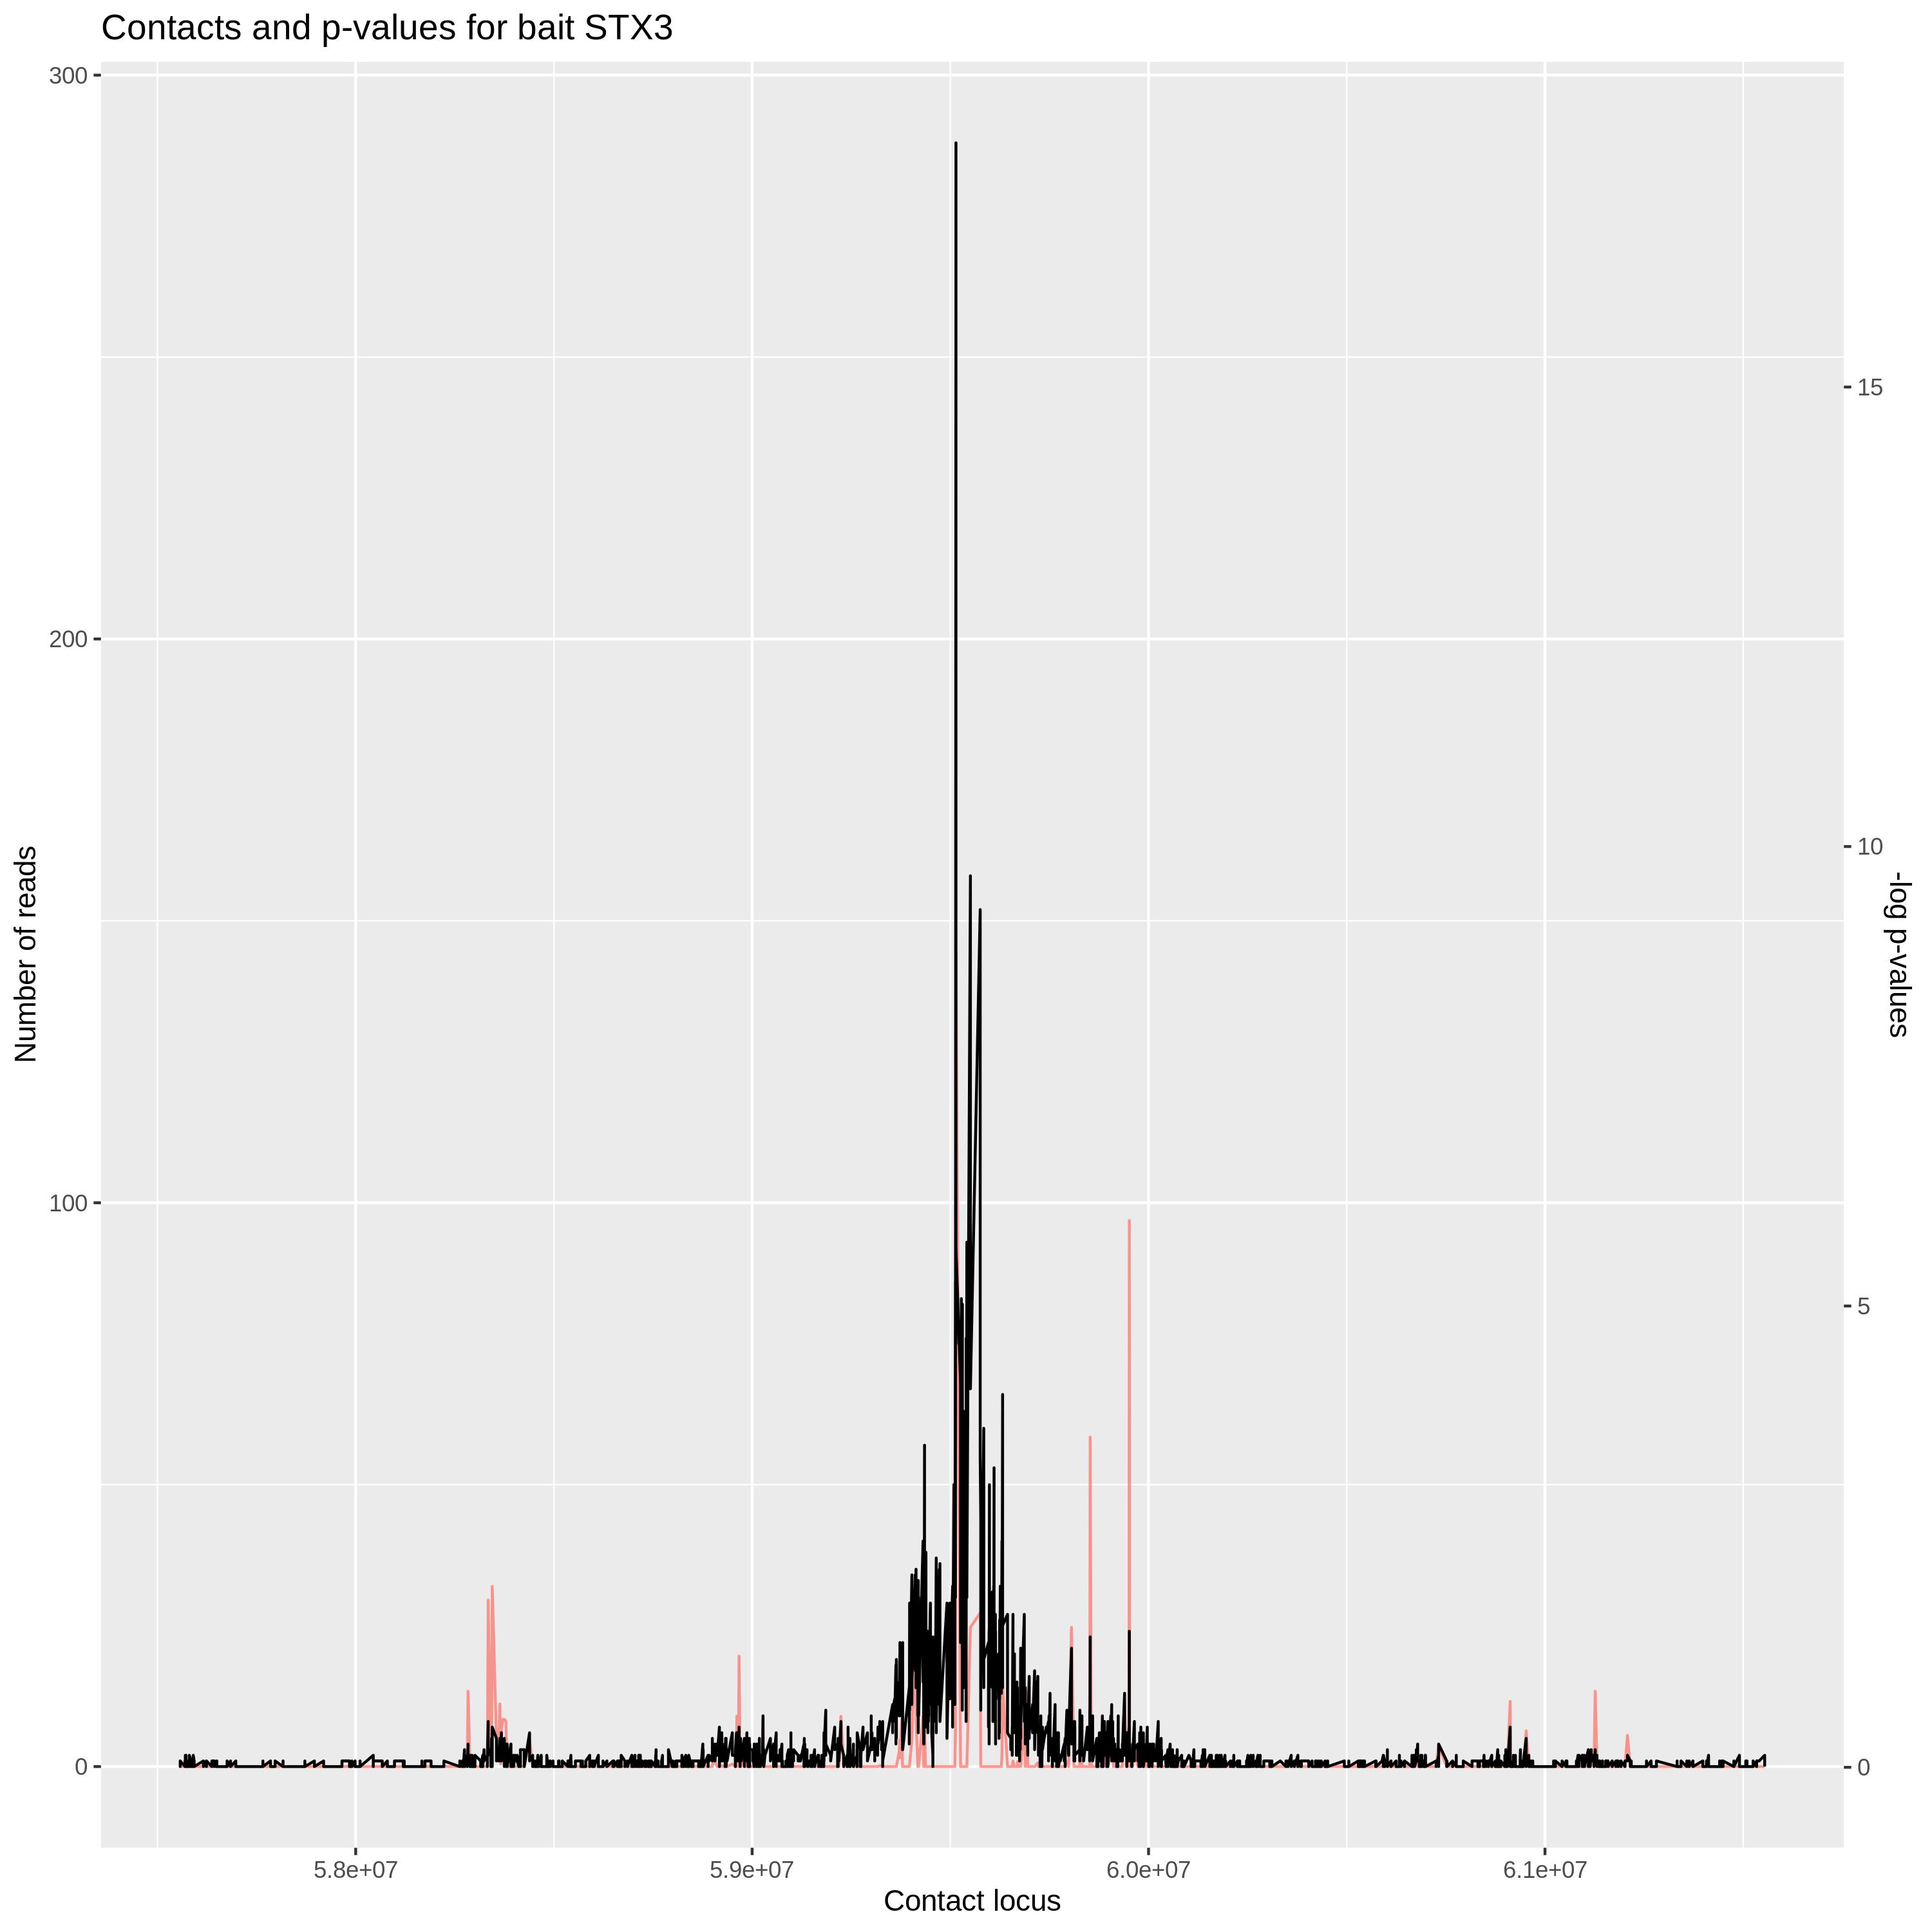 Contacts and p-values for bait STX3
300
200
100
0
Number of reads
15
10
5
0
-log p-values
5.8e+07
5.9e+07
6.0e+07
6.1e+07
Contact locus